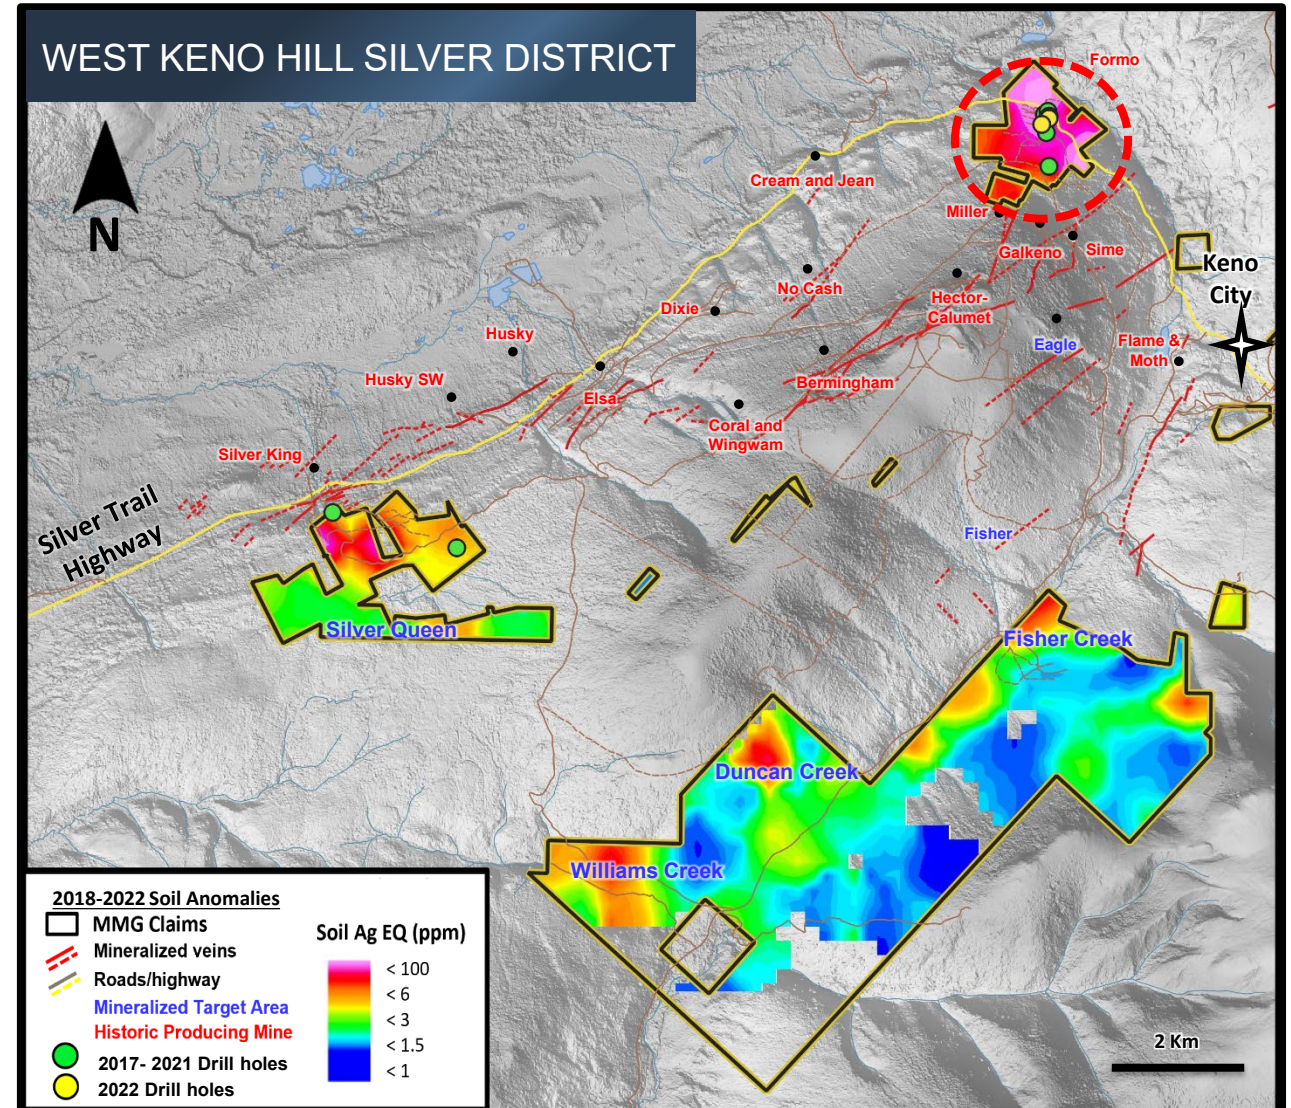 WEST KENO HILL SILVER DISTRICT
Formo
N
Cream and Jean
Miller
Galkeno
Sime
Keno
City
No Cash
Hector-
Calumet
Dixie
Eagle
Flame &
Moth
Husky
Husky SW
Bermingham
Elsa
Coral and
Wingwam
Silver King
Silver Trail
Highway
Fisher
Silver Queen
Fisher Creek
Duncan Creek
Williams Creek
2018-2022 Soil Anomalies
MMG Claims
Mineralized veins
Roads/highway
Mineralized Target Area
Historic Producing Mine
2017- 2021 Drill holes
2022 Drill holes
Soil Ag EQ (ppm)
< 100
< 6
< 3
< 1.5
< 1
2 Km